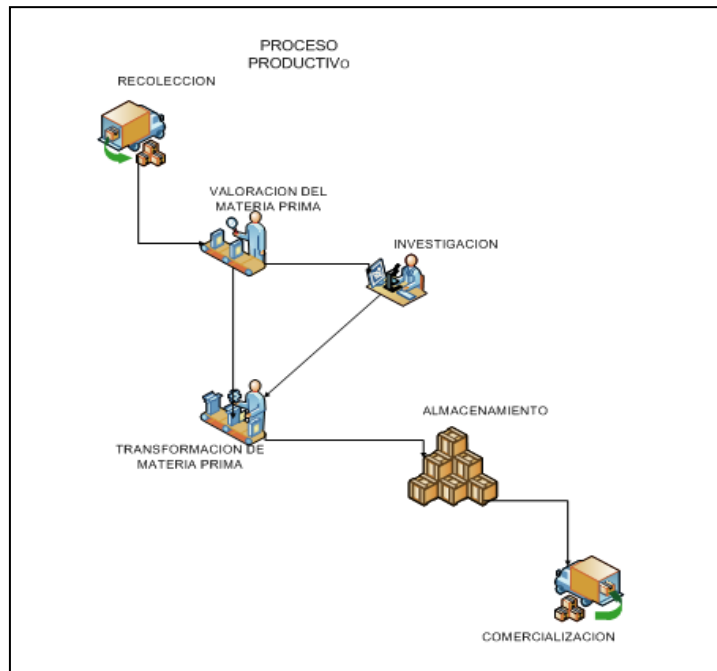 PROCESO
PRODUCTIVO
RECOLECCION
VALORACION DEL
MATERIA PRIMA
INVESTIGACION
ALMACENAMIENTO
TRANSFORMACION DE
MATERIA PRIMA
COMERCIALIZACION